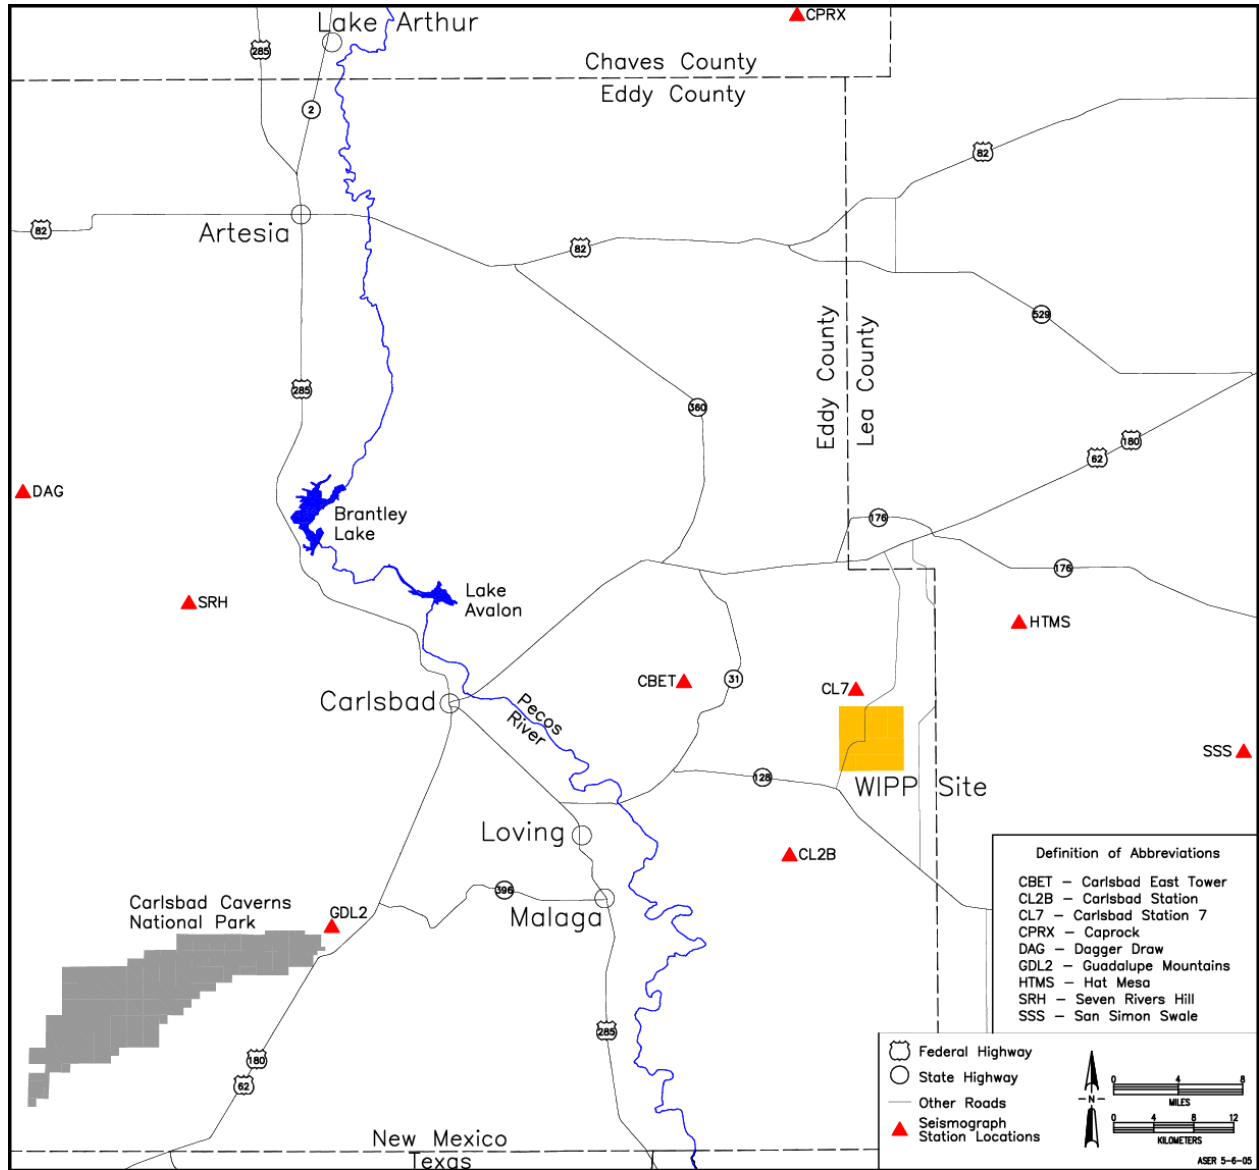 Lake Arthur
CPRX
285
Chaves County
Eddy County
2
82
Artesia
82
82
Eddy County
Lea County
529
285
360
180
62
DAG
Brantley
Lake
176
176
Lake
Avalon
SRH
HTMS
CBET
31
CL7
Carlsbad
Pecos
River
SSS
128
WIPP Site
Loving
CL2B
Definition of Abbreviations
CBET – Carlsbad East Tower
CL2B – Carlsbad Station
CL7 – Carlsbad Station 7
CPRX – Caprock
DAG – Dagger Draw
GDL2 – Guadalupe Mountains
HTMS – Hat Mesa
SRH – Seven Rivers Hill
SSS – San Simon Swale
396
Carlsbad Caverns
National Park
GDL2
Malaga
285
180
62
Federal Highway
State Highway
Other Roads
Seismograph
Station Locations
N
0 4 8
MILES
0 4 8 12
KILOMETERS
New Mexico
Texas
ASER 5-6-05